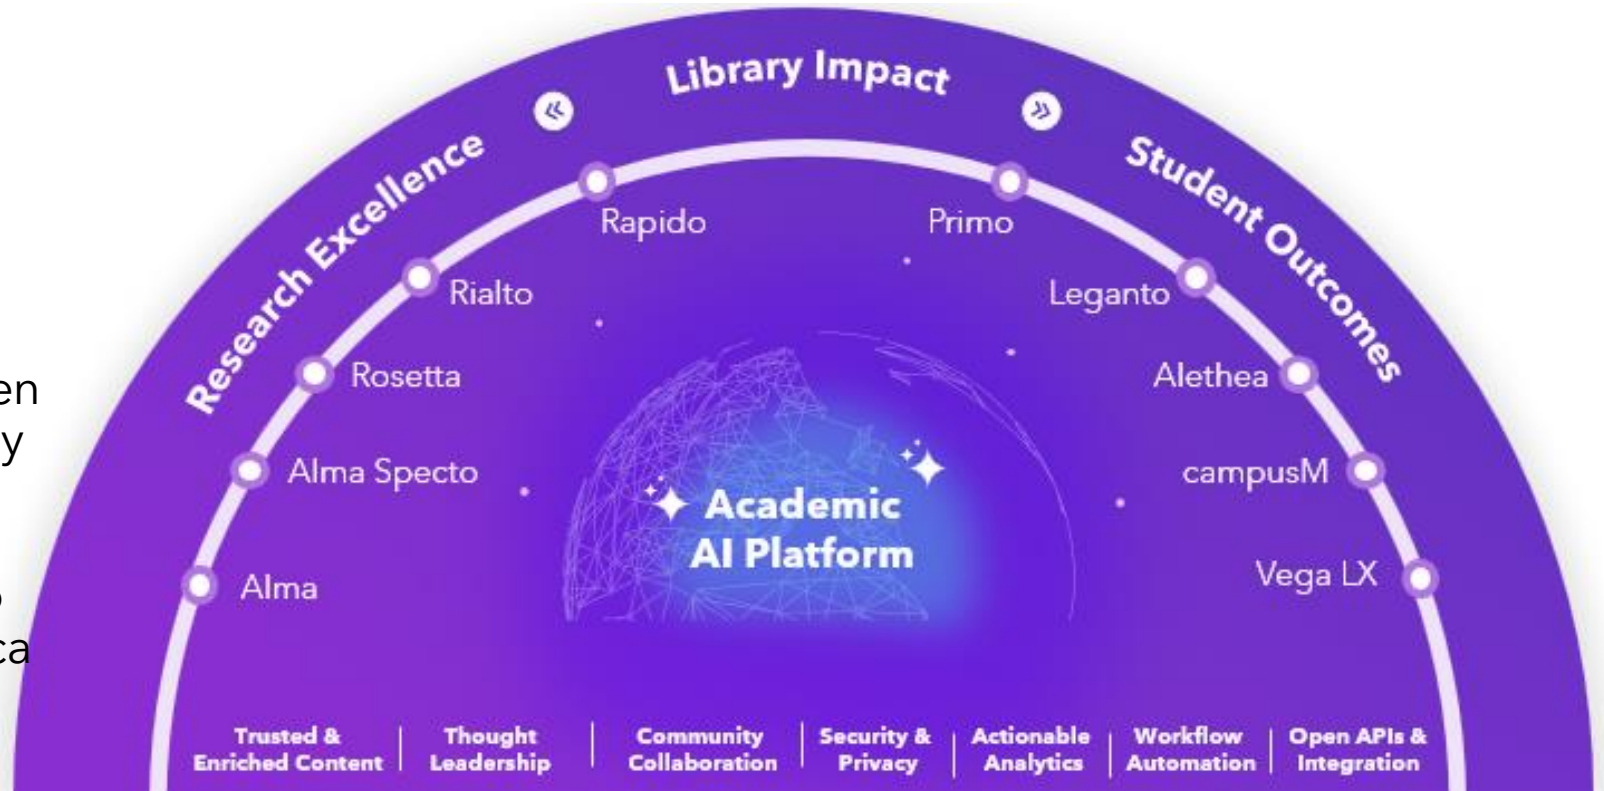 Library Impact
Research Excellence
Student Outcomes
Rapido
Primo
Rialto
Leganto
Rosetta
Alethea
Alma Specto
campusM
Alma
Vega LX
Academic
AI Platform
Trusted &
Enriched Content
Thought
Leadership
Community
Collaboration
Security &
Privacy
Actionable
Analytics
Workflow
Automation
Open APIs &
Integration